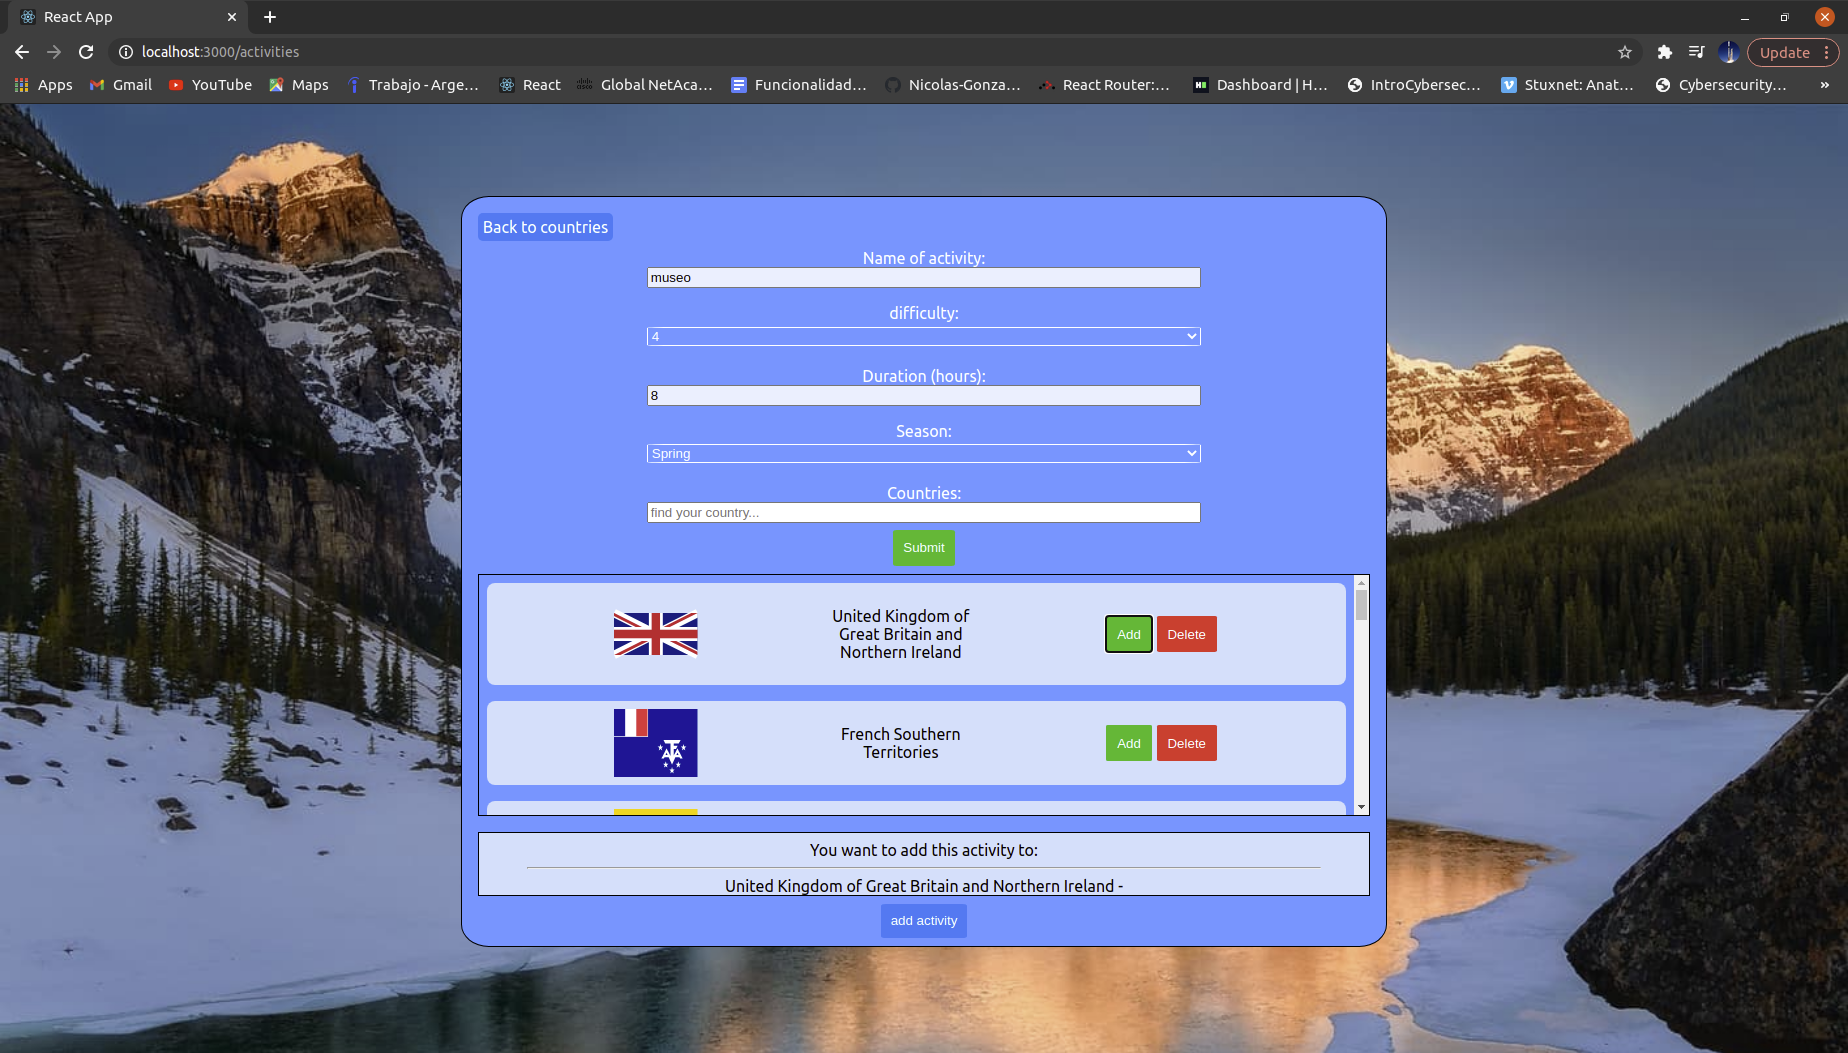 React App
localhost:3000/activities
Update
Apps
Gmail
YouTube
Maps
Trabajo - Arge...
React
Global NetAca...
Funcionalidad...
Nicolas-Gonza...
React Router:...
Dashboard | H...
IntroCybersec...
Stuxnet: Anat...
Cybersecurity...
»
Back to countries
Name of activity:
museo
difficulty:
4
Duration (hours):
8
Season:
Spring
Countries:
find your country...
Submit
United Kingdom of
Great Britain and
Northern Ireland
Add
Delete
French Southern
Territories
Add
Delete
You want to add this activity to:
United Kingdom of Great Britain and Northern Ireland -
add activity